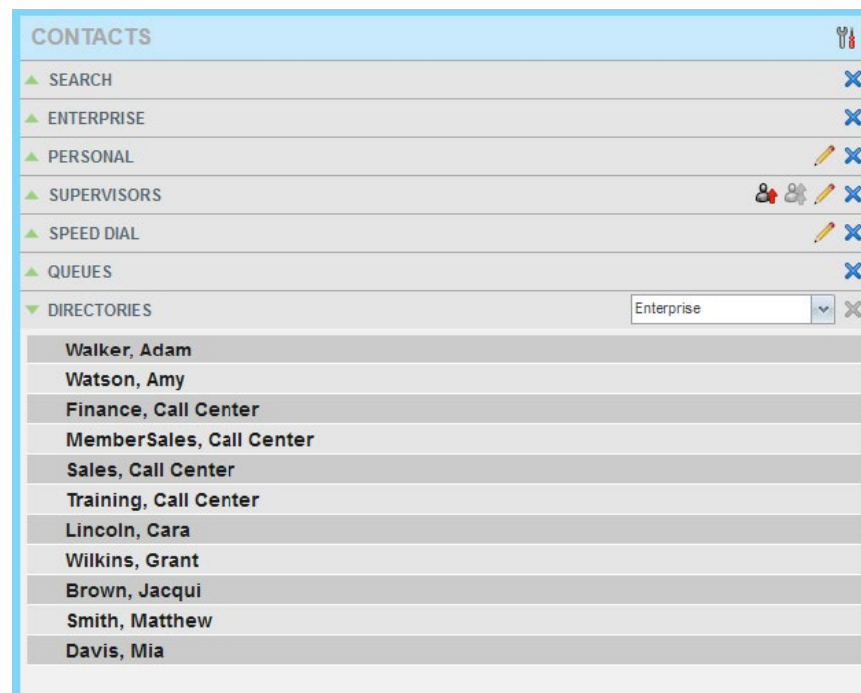 CONTACTS
SEARCH
ENTERPRISE
PERSONAL
SUPERVISORS
SPEED DIAL
QUEUES
DIRECTORIES Enterprise
Walker, Adam
Watson, Amy
Finance, Call Center
MemberSales, Call Center
Sales, Call Center
Training, Call Center
Lincoln, Cara
Wilkins, Grant
Brown, Jacqui
Smith, Matthew
Davis, Mia